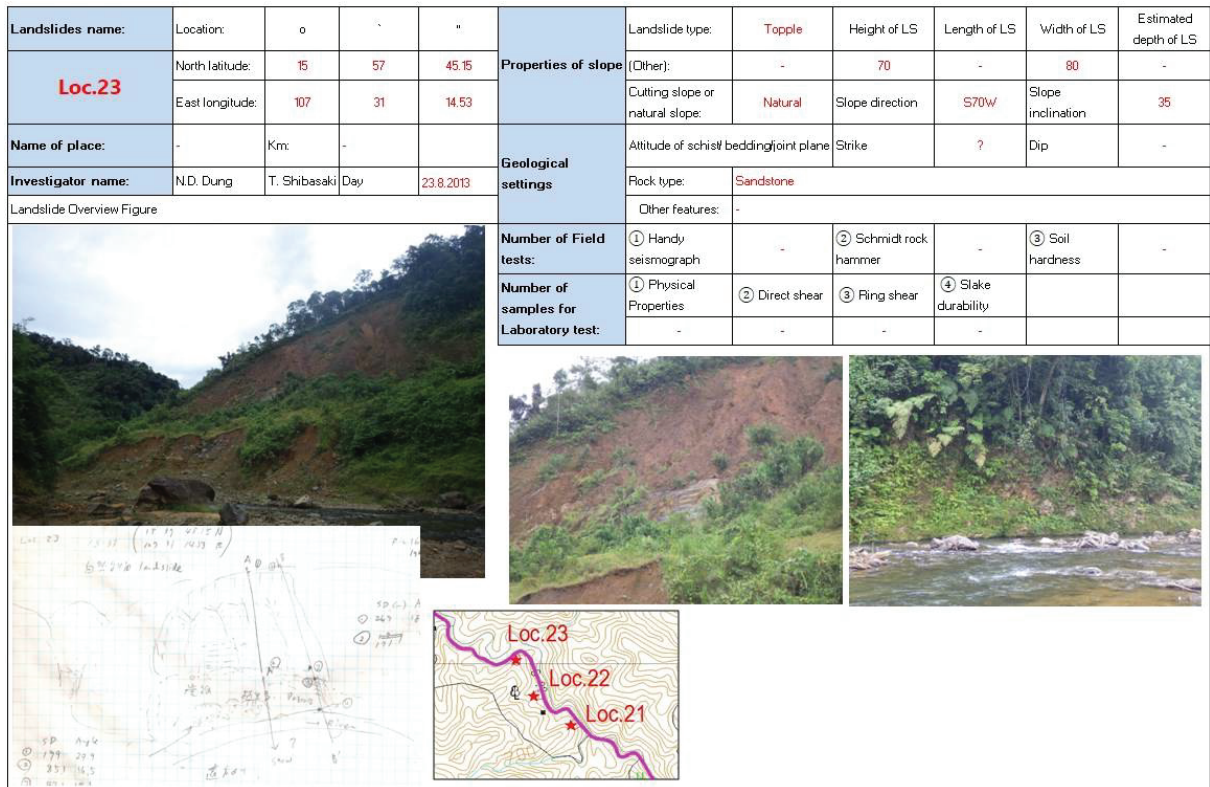 Landslides name: Location: o ` "
Loc.23
North latitude: 15 57 45.15
East longitude: 107 31 14.53
Name of place: - Km: -
Investigator name: N.D. Dung T. Shibasaki Day 23.8.2013
Landslide Overview Figure
Properties of slope
Landslide type: Topple Height of LS Length of LS Width of LS Estimated depth of LS
(Other): - 70 - 80 -
Cutting slope or natural slope: Natural Slope direction S70W Slope inclination 35
Geological settings
Attitude of schist/ bedding/joint plane Strike ? Dip -
Rock type: Sandstone
Other features: -
Number of Field tests: ① Handy seismograph - ② Schmidt rock hammer - ③ Soil hardness -
Number of samples for Laboratory test: ① Physical Properties ② Direct shear ③ Ring shear ④ Slake durability
- - - -
Loc. 23
landslide
A
SD Angle
Loc.23
Loc.22
Loc.21